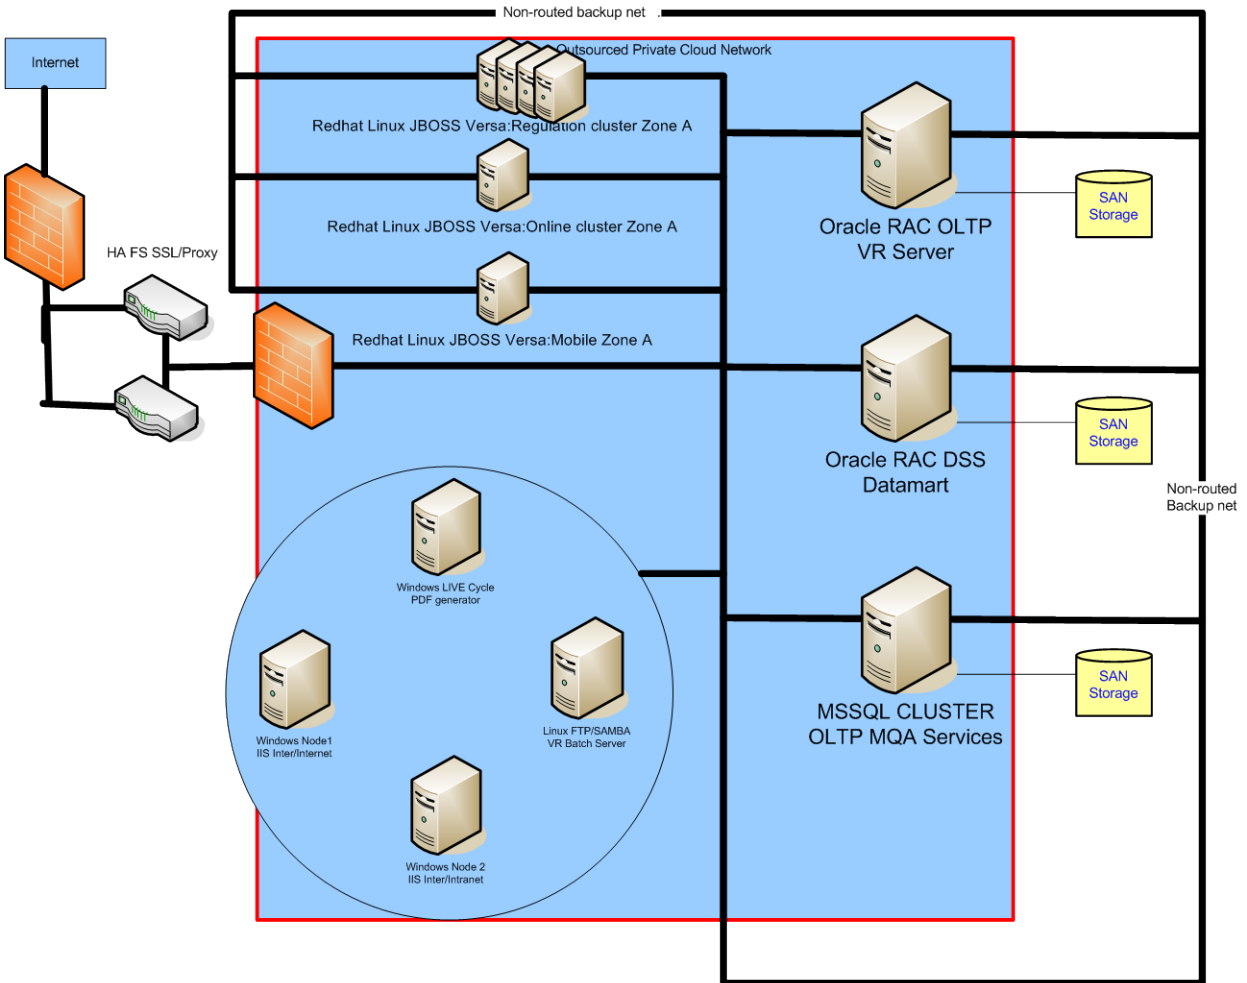 Non-routed backup net .
Internet
Outsourced Private Cloud Network
Redhat Linux JBOSS Versa:Regulation cluster Zone A
Redhat Linux JBOSS Versa:Online cluster Zone A
Oracle RAC OLTP
VR Server
SAN
Storage
HA FS SSL/Proxy
Redhat Linux JBOSS Versa:Mobile Zone A
Oracle RAC DSS
Datamart
SAN
Storage
Non-routed
Backup net
Windows LIVE Cycle
PDF generator
Windows Node1
IIS Inter/Internet
Linux FTP/SAMBA
VR Batch Server
MSSQL CLUSTER
OLTP MQA Services
SAN
Storage
Windows Node 2
IIS Inter/Intranet